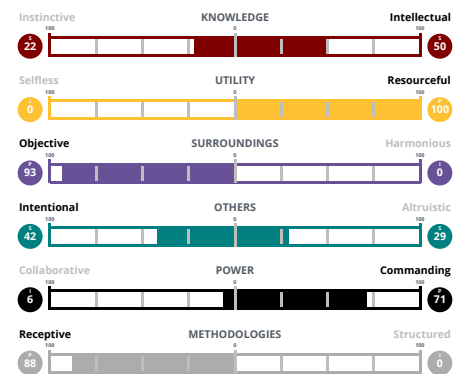 Instinctive KNOWLEDGE Intellectual
100 0 100
S 22 S 50
Selfless UTILITY Resourceful
100 0 100
I 0 P 100
Objective SURROUNDINGS Harmonious
100 0 100
P 93 I 0
Intentional OTHERS Altruistic
100 0 100
S 42 S 29
Collaborative POWER Commanding
100 0 100
I 6 P 71
Receptive METHODOLOGIES Structured
100 0 100
P 88 I 0